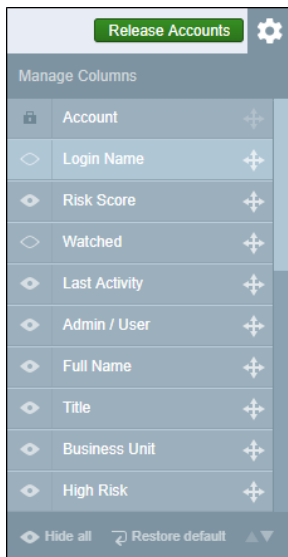 Release Accounts
Manage Columns
Account
Login Name
Risk Score
Watched
Last Activity
Admin / User
Full Name
Title
Business Unit
High Risk
Hide all Restore default